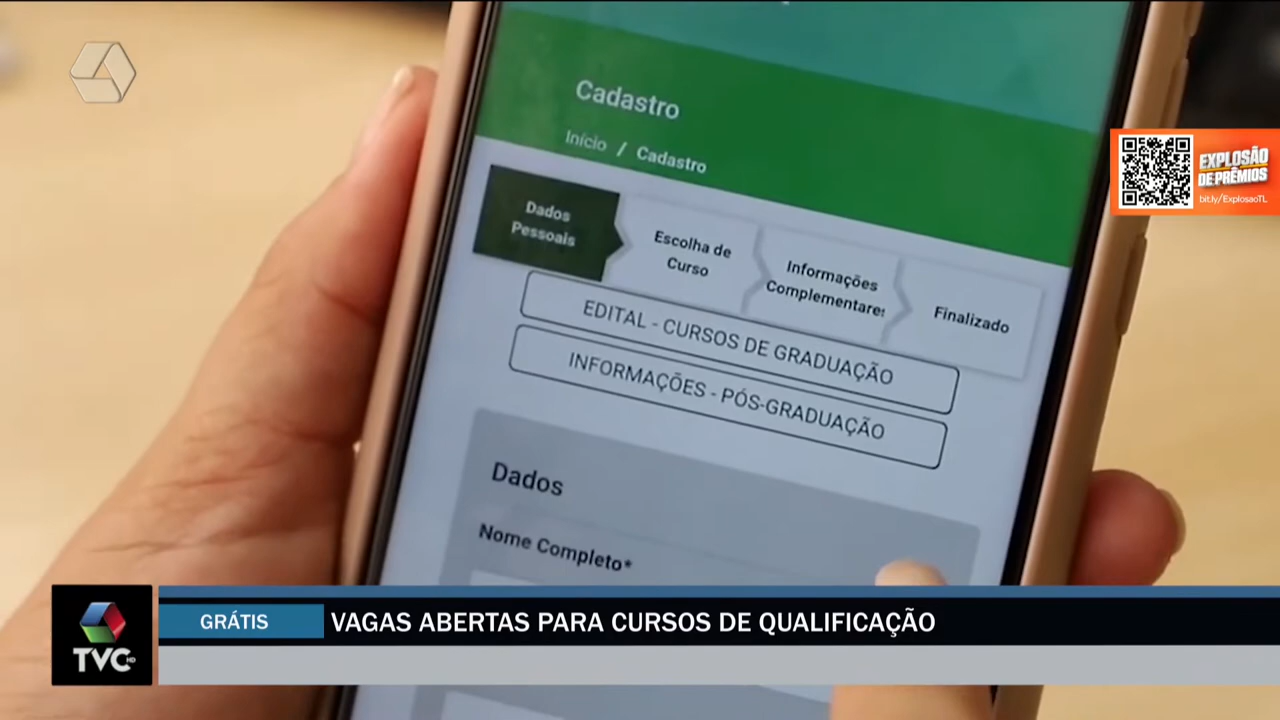 Cadastro
Início / Cadastro
Dados
Pessoais
Escolha de
Curso
Informações
Complementares
Finalizado
EDITAL - CURSOS DE GRADUAÇÃO
INFORMAÇÕES - PÓS-GRADUAÇÃO
Dados
Nome Completo*
EXPLOSÃO
DE PRÊMIOS
bit.ly/ExplosaoTL
GRÁTIS
VAGAS ABERTAS PARA CURSOS DE QUALIFICAÇÃO
TVC HD